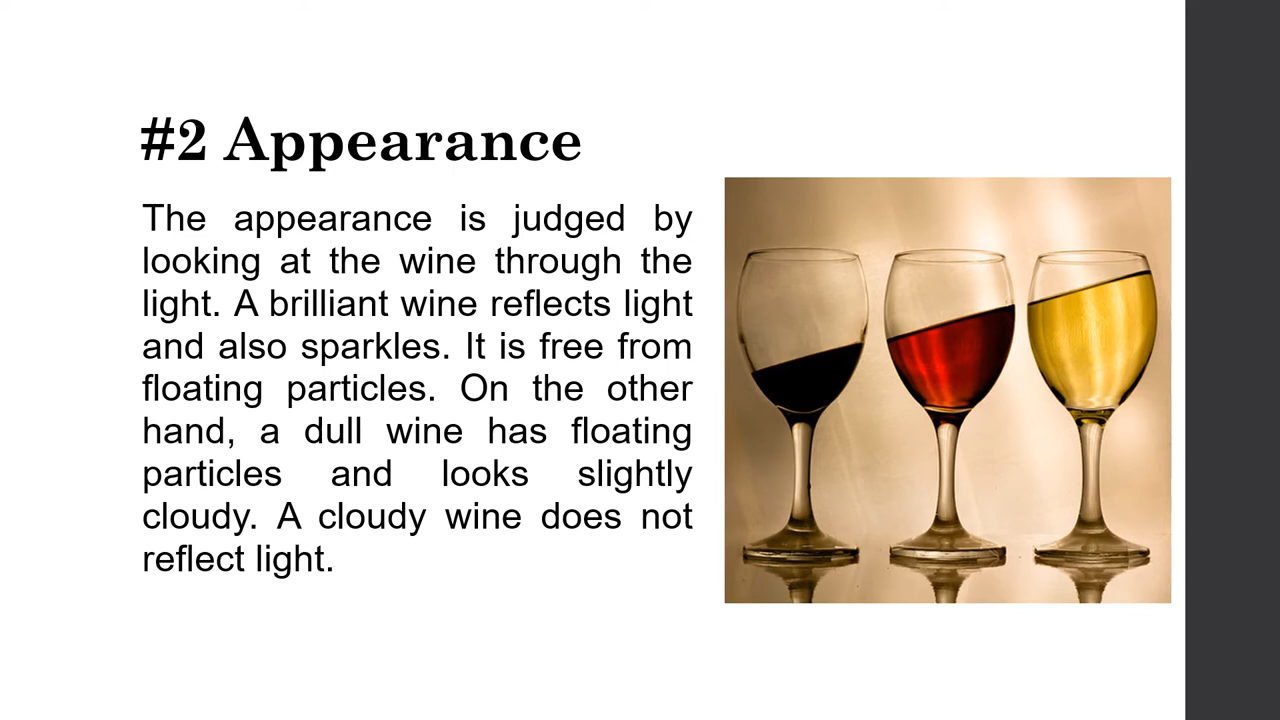 #2 Appearance
The appearance is judged by
looking at the wine through the
light. A brilliant wine reflects light
and also sparkles. It is free from
floating particles. On the other
hand, a dull wine has floating
particles and looks slightly
cloudy. A cloudy wine does not
reflect light.